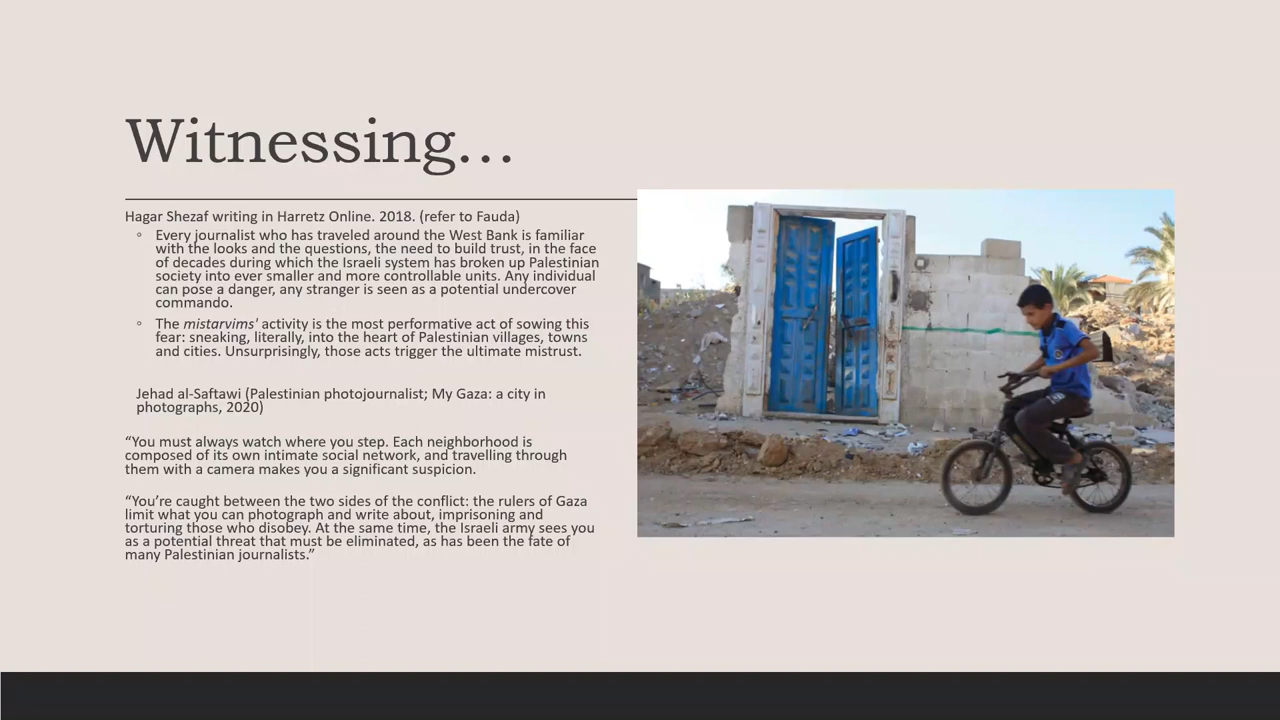 Witnessing…
Hagar Shezaf writing in Harretz Online. 2018. (refer to Fauda)
◦ Every journalist who has traveled around the West Bank is familiar
with the looks and the questions, the need to build trust, in the face
of decades during which the Israeli system has broken up Palestinian
society into ever smaller and more controllable units. Any individual
can pose a danger, any stranger is seen as a potential undercover
commando.
◦ The mistarvims' activity is the most performative act of sowing this
fear: sneaking, literally, into the heart of Palestinian villages, towns
and cities. Unsurprisingly, those acts trigger the ultimate mistrust.
Jehad al-Saftawi (Palestinian photojournalist; My Gaza: a city in
photographs, 2020)
“You must always watch where you step. Each neighborhood is
composed of its own intimate social network, and travelling through
them with a camera makes you a significant suspicion.
“You’re caught between the two sides of the conflict: the rulers of Gaza
limit what you can photograph and write about, imprisoning and
torturing those who disobey. At the same time, the Israeli army sees you
as a potential threat that must be eliminated, as has been the fate of
many Palestinian journalists.”